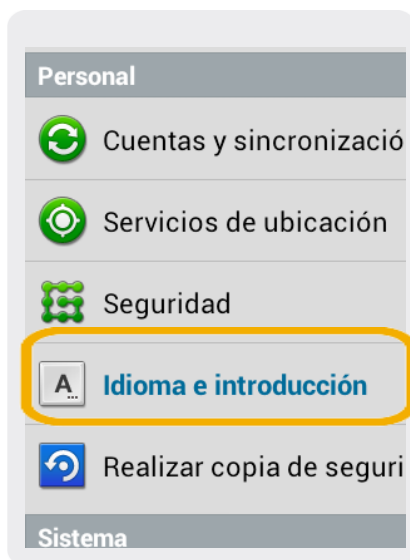 Personal
Cuentas y sincronizació
Servicios de ubicación
Seguridad
A...
Idioma e introducción
Realizar copia de seguri
Sistema